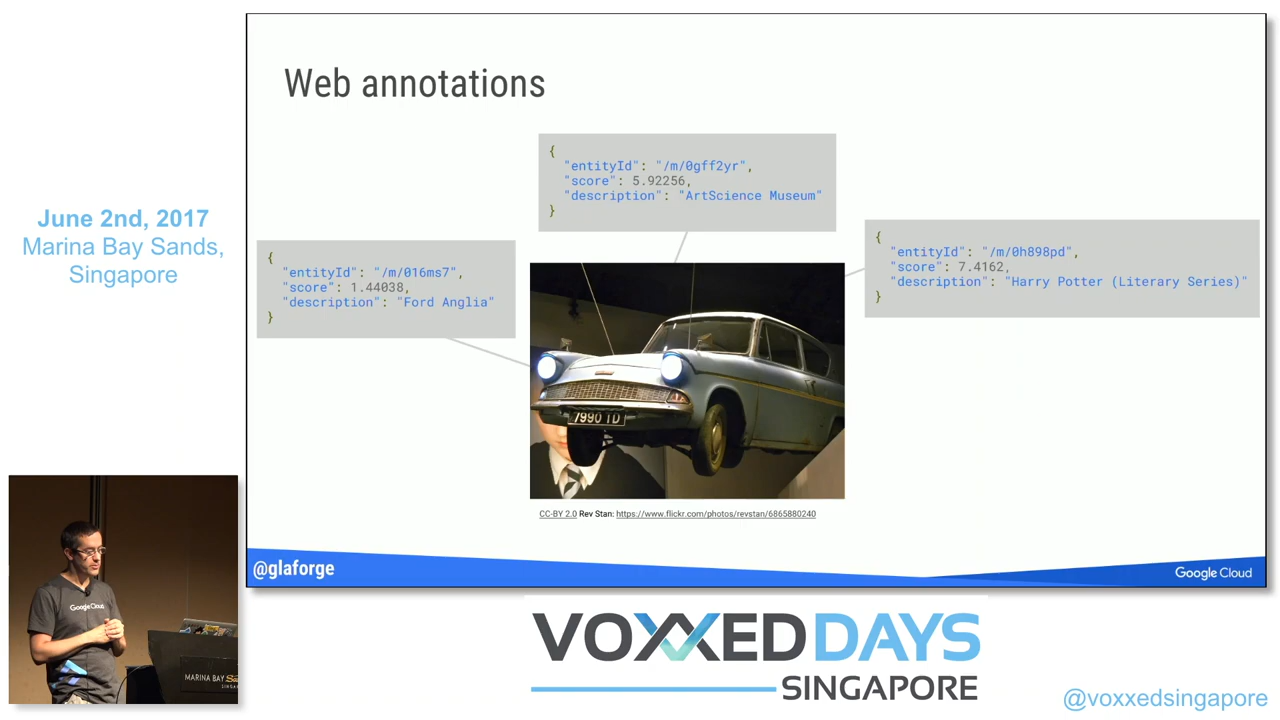 Web annotations
June 2nd, 2017
Marina Bay Sands,
Singapore
{
"entityId": "/m/0gff2yr",
"score": 5.92256,
"description": "ArtScience Museum"
}
{
"entityId": "/m/016ms7",
"score": 1.44038,
"description": "Ford Anglia"
}
{
"entityId": "/m/0h898pd",
"score": 7.4162,
"description": "Harry Potter (Literary Series)"
}
7990 TD
CC-BY 2.0 Rev Stan: https://www.flickr.com/photos/revstan/6865880240
@glaforge
Google Cloud
Google Cloud
MARINA BAY Sands
SINGAPORE
VOXXEDDAYS
SINGAPORE
@voxxedsingapore